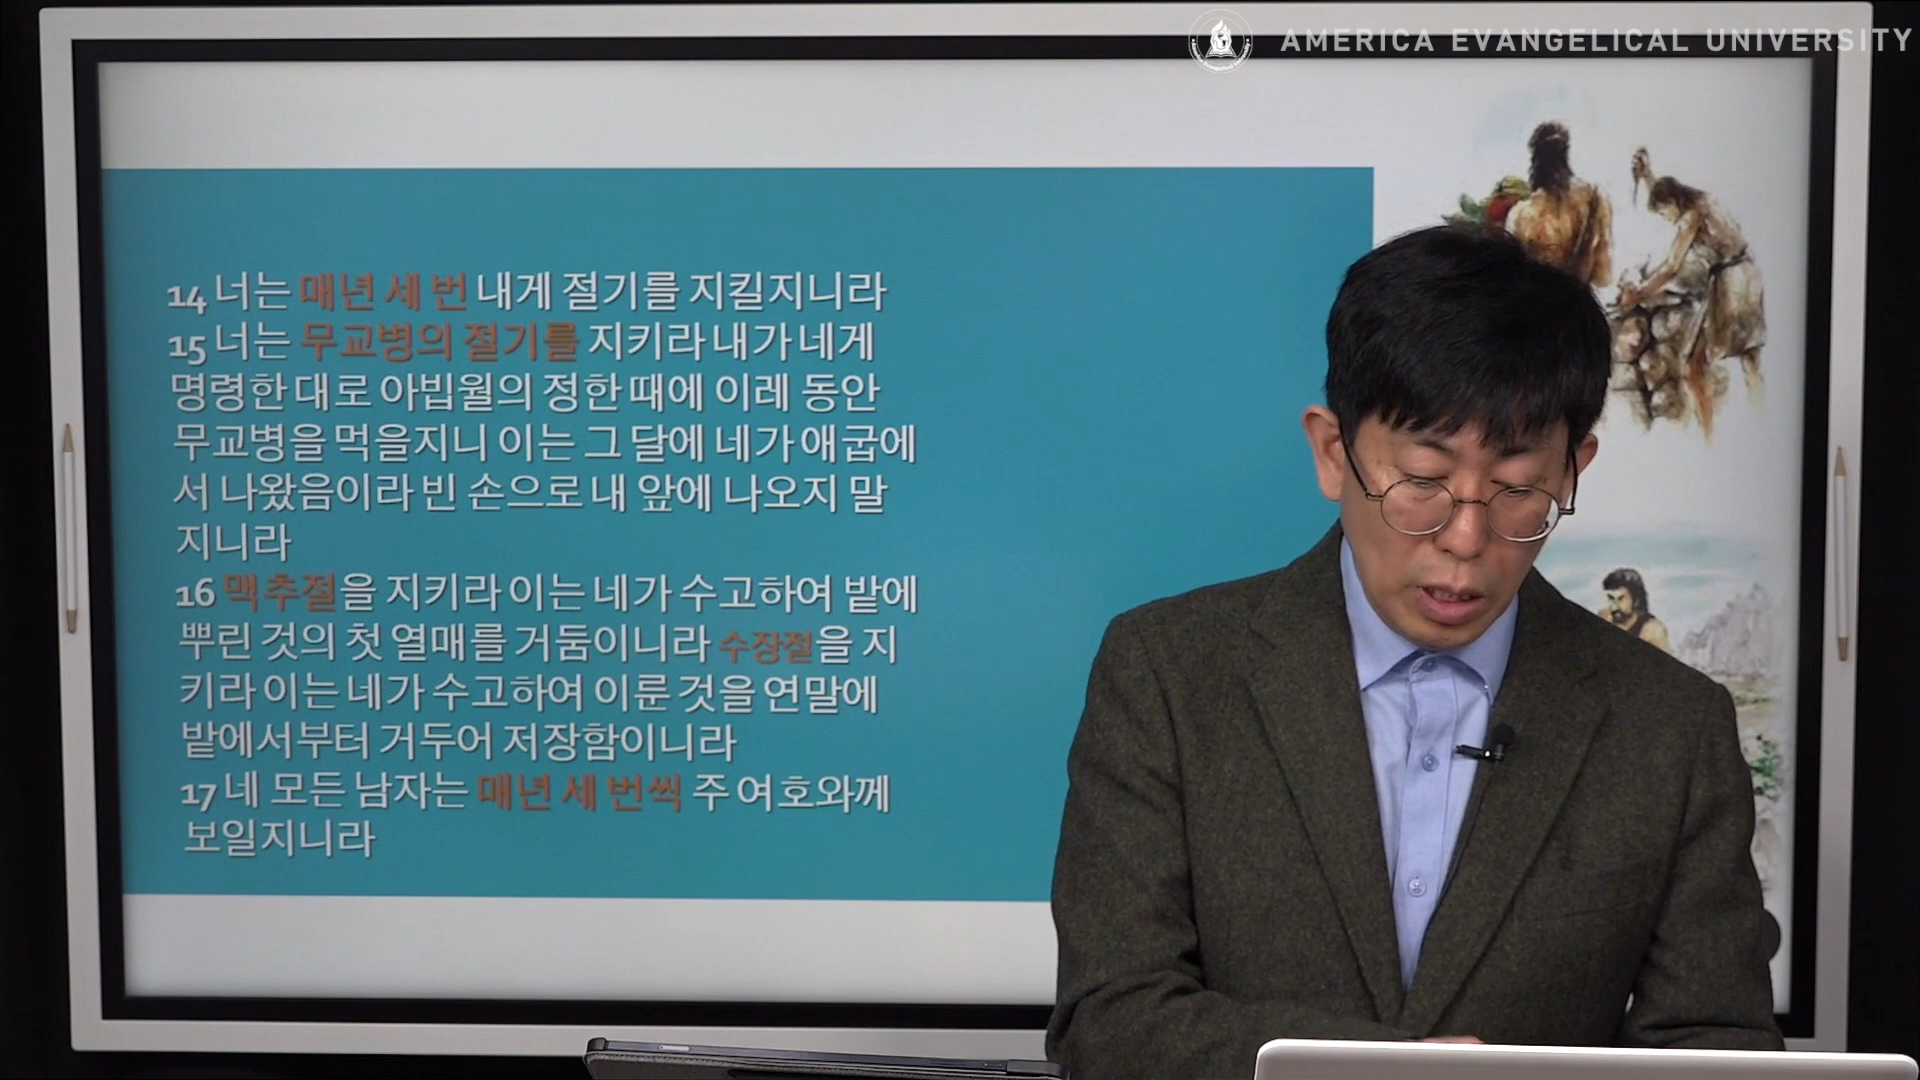 AMERICA EVANGELICAL UNIVERSITY
14 너는 매년 세 번 내게 절기를 지킬지니라
15 너는 무교병의 절기를 지키라 내가 네게
명령한 대로 아빕월의 정한 때에 이레 동안
무교병을 먹을지니 이는 그 달에 네가 애굽에
서 나왔음이라 빈 손으로 내 앞에 나오지 말
지니라
16 맥추절을 지키라 이는 네가 수고하여 밭에
뿌린 것의 첫 열매를 거둠이니라 수장절을 지
키라 이는 네가 수고하여 이룬 것을 연말에
밭에서부터 거두어 저장함이니라
17 네 모든 남자는 매년 세 번씩 주 여호와께
보일지니라